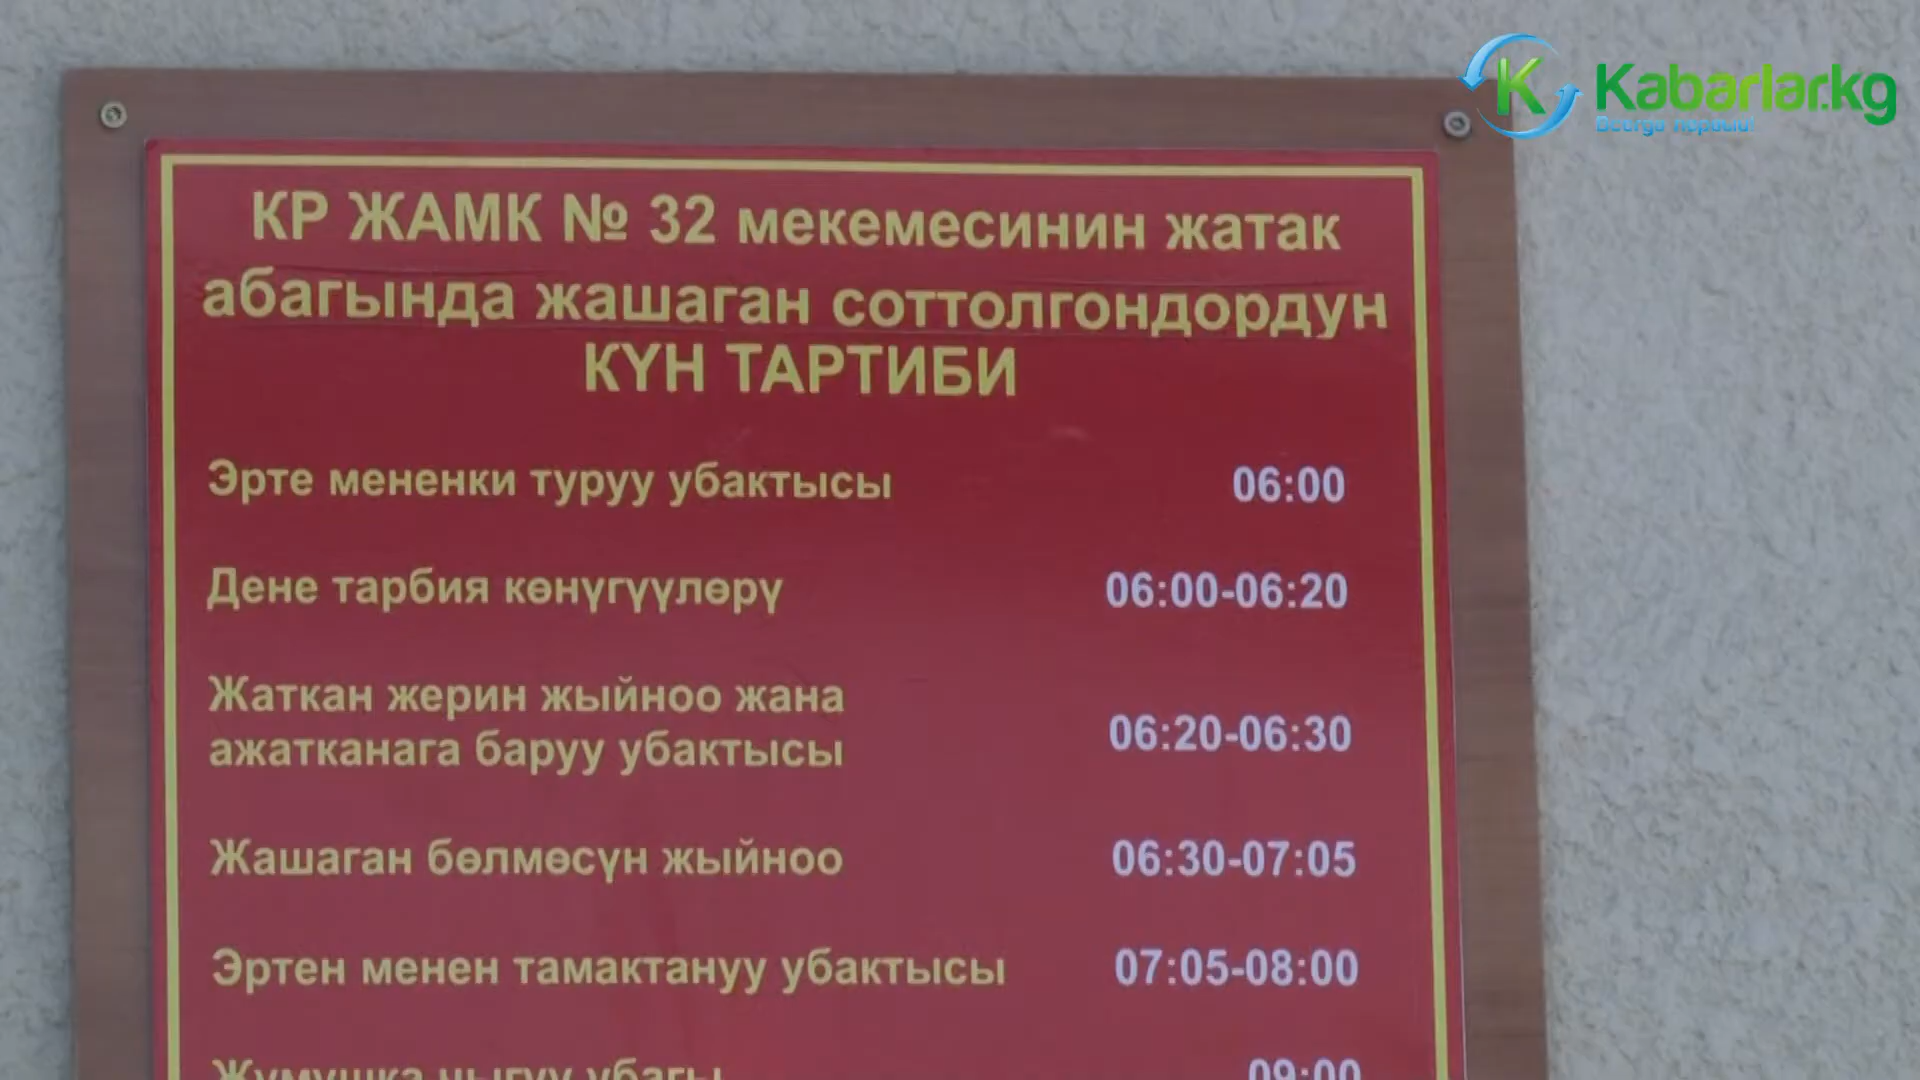 Kabarlar.kg
КР ЖАМК № 32 мекемесинин жатак
абагында жашаган соттолгондордун
КҮН ТАРТИБИ
Эрте мененки туруу убактысы 06:00
Дене тарбия көнүгүүлөрү 06:00-06:20
Жаткан жерин жыйноо жана
ажатканага баруу убактысы 06:20-06:30
Жашаган бөлмөсүн жыйноо 06:30-07:05
Эртен менен тамактануу убактысы 07:05-08:00
Жумушка чыгуу убагы 09:00